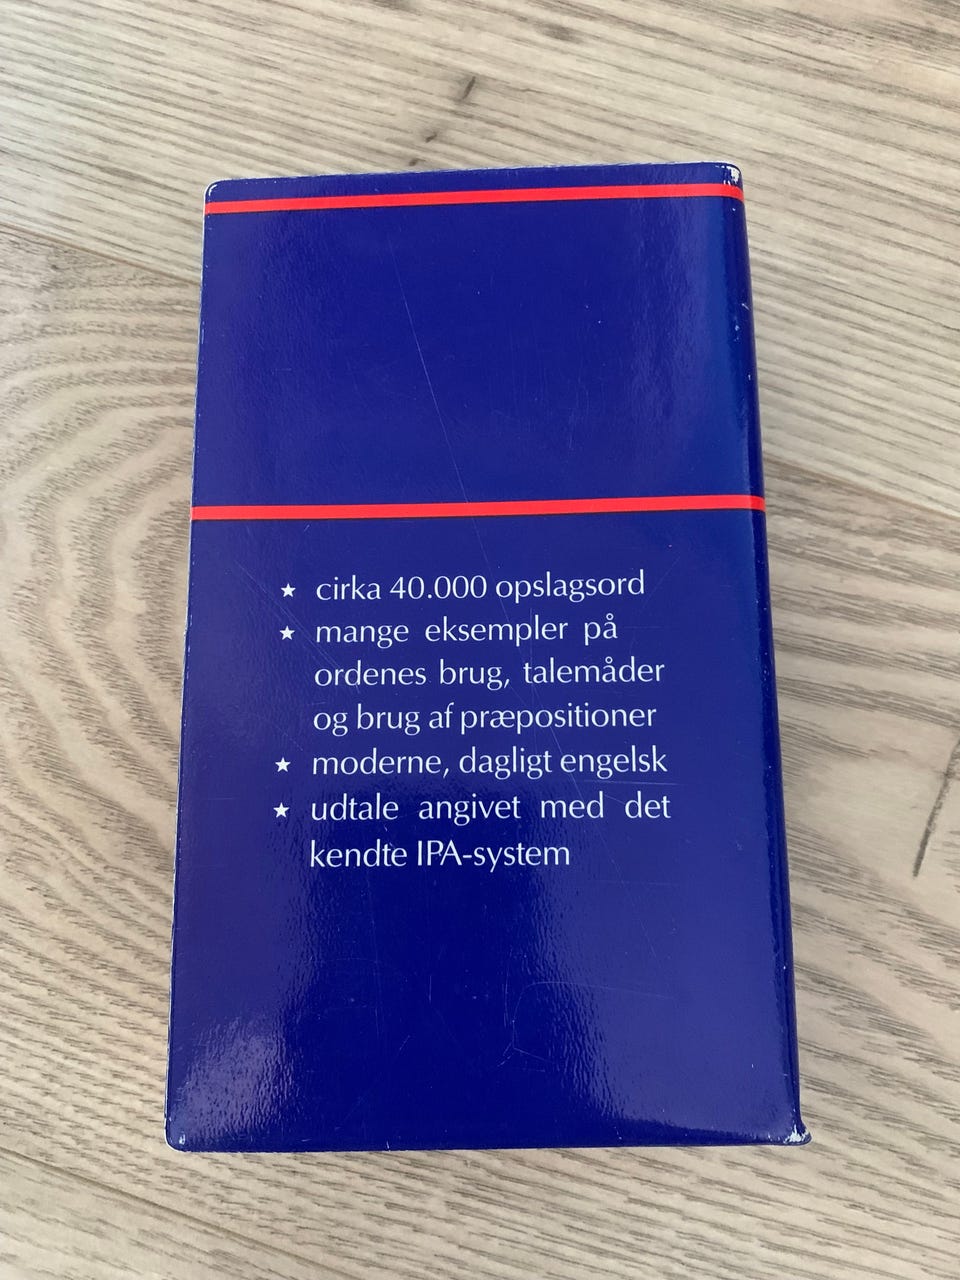 ★ cirka 40.000 opslagsord
★ mange eksempler på
ordenes brug, talemåder
og brug af præpositioner
★ moderne, dagligt engelsk
★ udtale angivet med det
kendte IPA-system